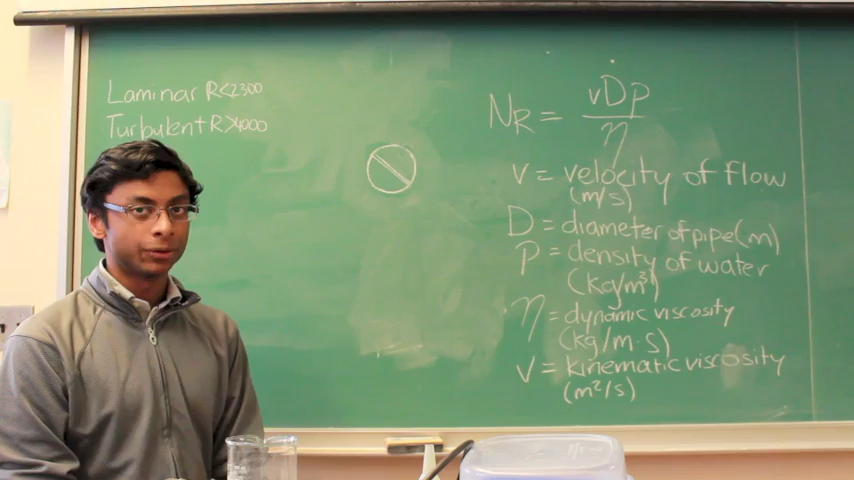 Laminar R<2300
Turbulent R>4000
NR = vDρ
η
v = velocity of flow
(m/s)
D = diameter of pipe (m)
ρ = density of water
(kg/m³)
η = dynamic viscosity
(kg/m·s)
ν = kinematic viscosity
(m²/s)